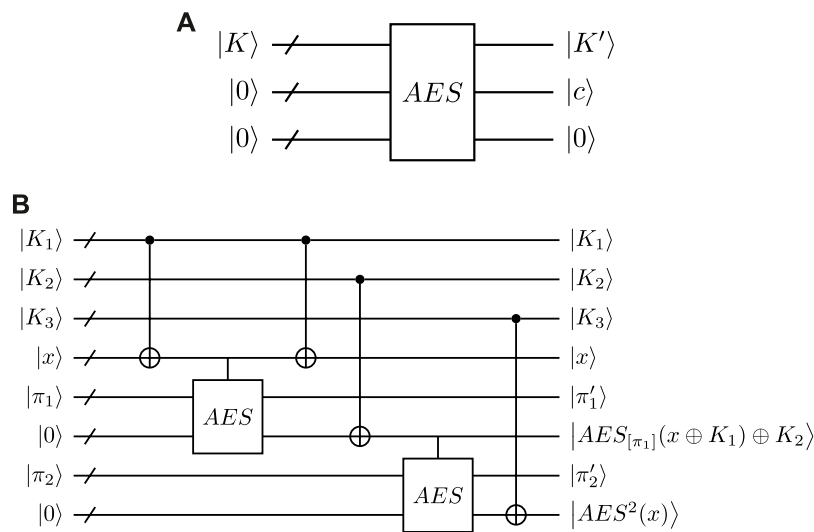 A
|K⟩ |K′⟩
|0⟩ AES |c⟩
|0⟩ |0⟩
B
|K₁⟩ |K₁⟩
|K₂⟩ |K₂⟩
|K₃⟩ |K₃⟩
|x⟩ |x⟩
|π₁⟩ AES |π′₁⟩
|0⟩ |AES_[π₁](x ⊕ K₁) ⊕ K₂⟩
|π₂⟩ AES |π′₂⟩
|0⟩ |AES²(x)⟩